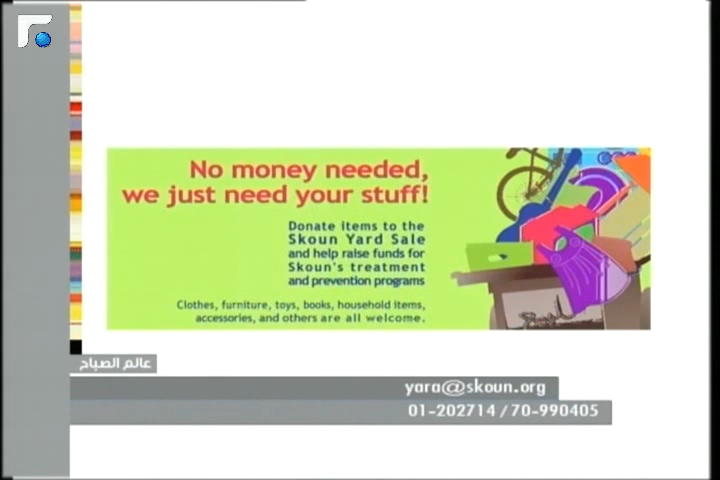 No money needed,
we just need your stuff!
Donate items to the
Skoun Yard Sale
and help raise funds for
Skoun's treatment
and prevention programs
Clothes, furniture, toys, books, household items,
accessories, and others are all welcome.
عالم الصباح
yara@skoun.org
01-202714 / 70-990405